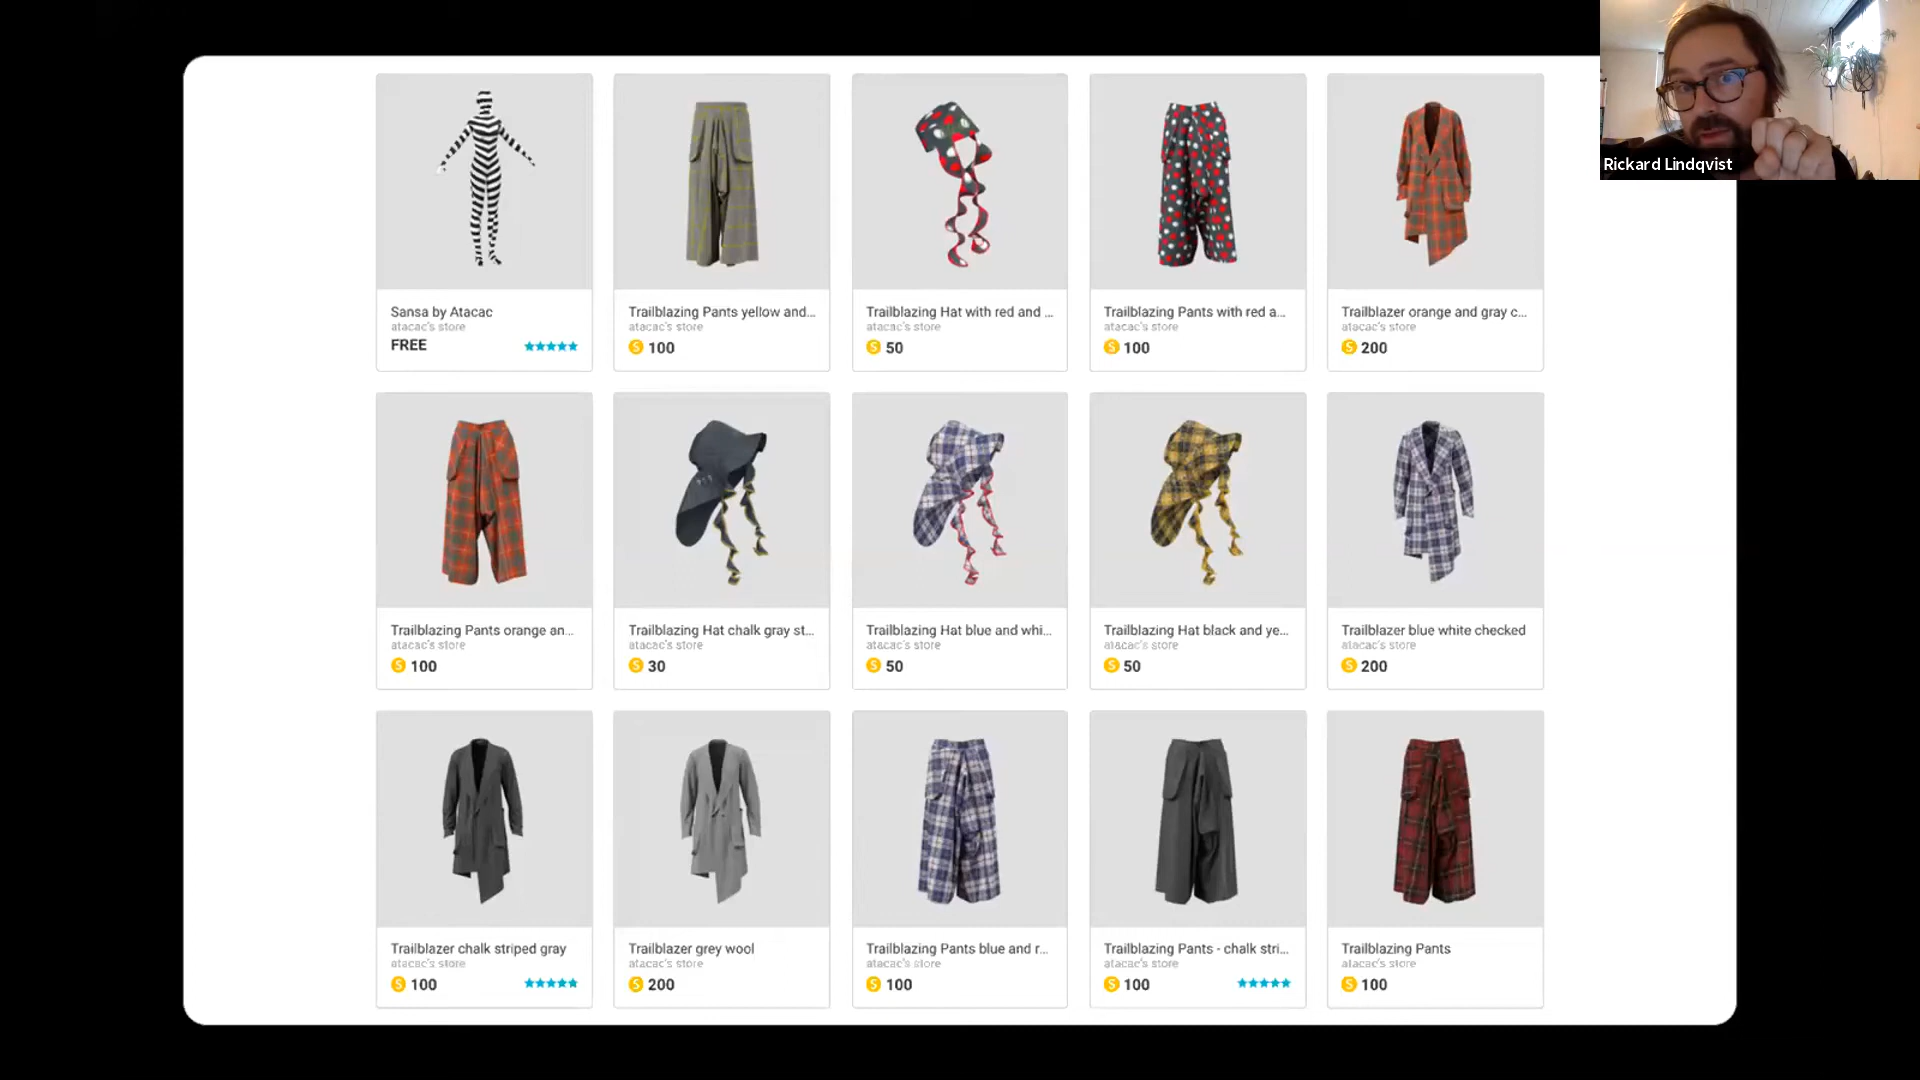 Rickard Lindqvist
Sansa by Atacac
atacac's store
FREE
Trailblazing Pants yellow and...
atacac's store
100
Trailblazing Hat with red and ...
atacac's store
50
Trailblazing Pants with red a...
atacac's store
100
Trailblazer orange and gray c...
atacac's store
200
Trailblazing Pants orange an...
atacac's store
100
Trailblazing Hat chalk gray st...
atacac's store
30
Trailblazing Hat blue and whi...
atacac's store
50
Trailblazing Hat black and ye...
atacac's store
50
Trailblazer blue white checked
atacac's store
200
Trailblazer chalk striped gray
atacac's store
100
Trailblazer grey wool
atacac's store
200
Trailblazing Pants blue and r...
atacac's store
100
Trailblazing Pants - chalk stri...
atacac's store
100
Trailblazing Pants
atacac's store
100